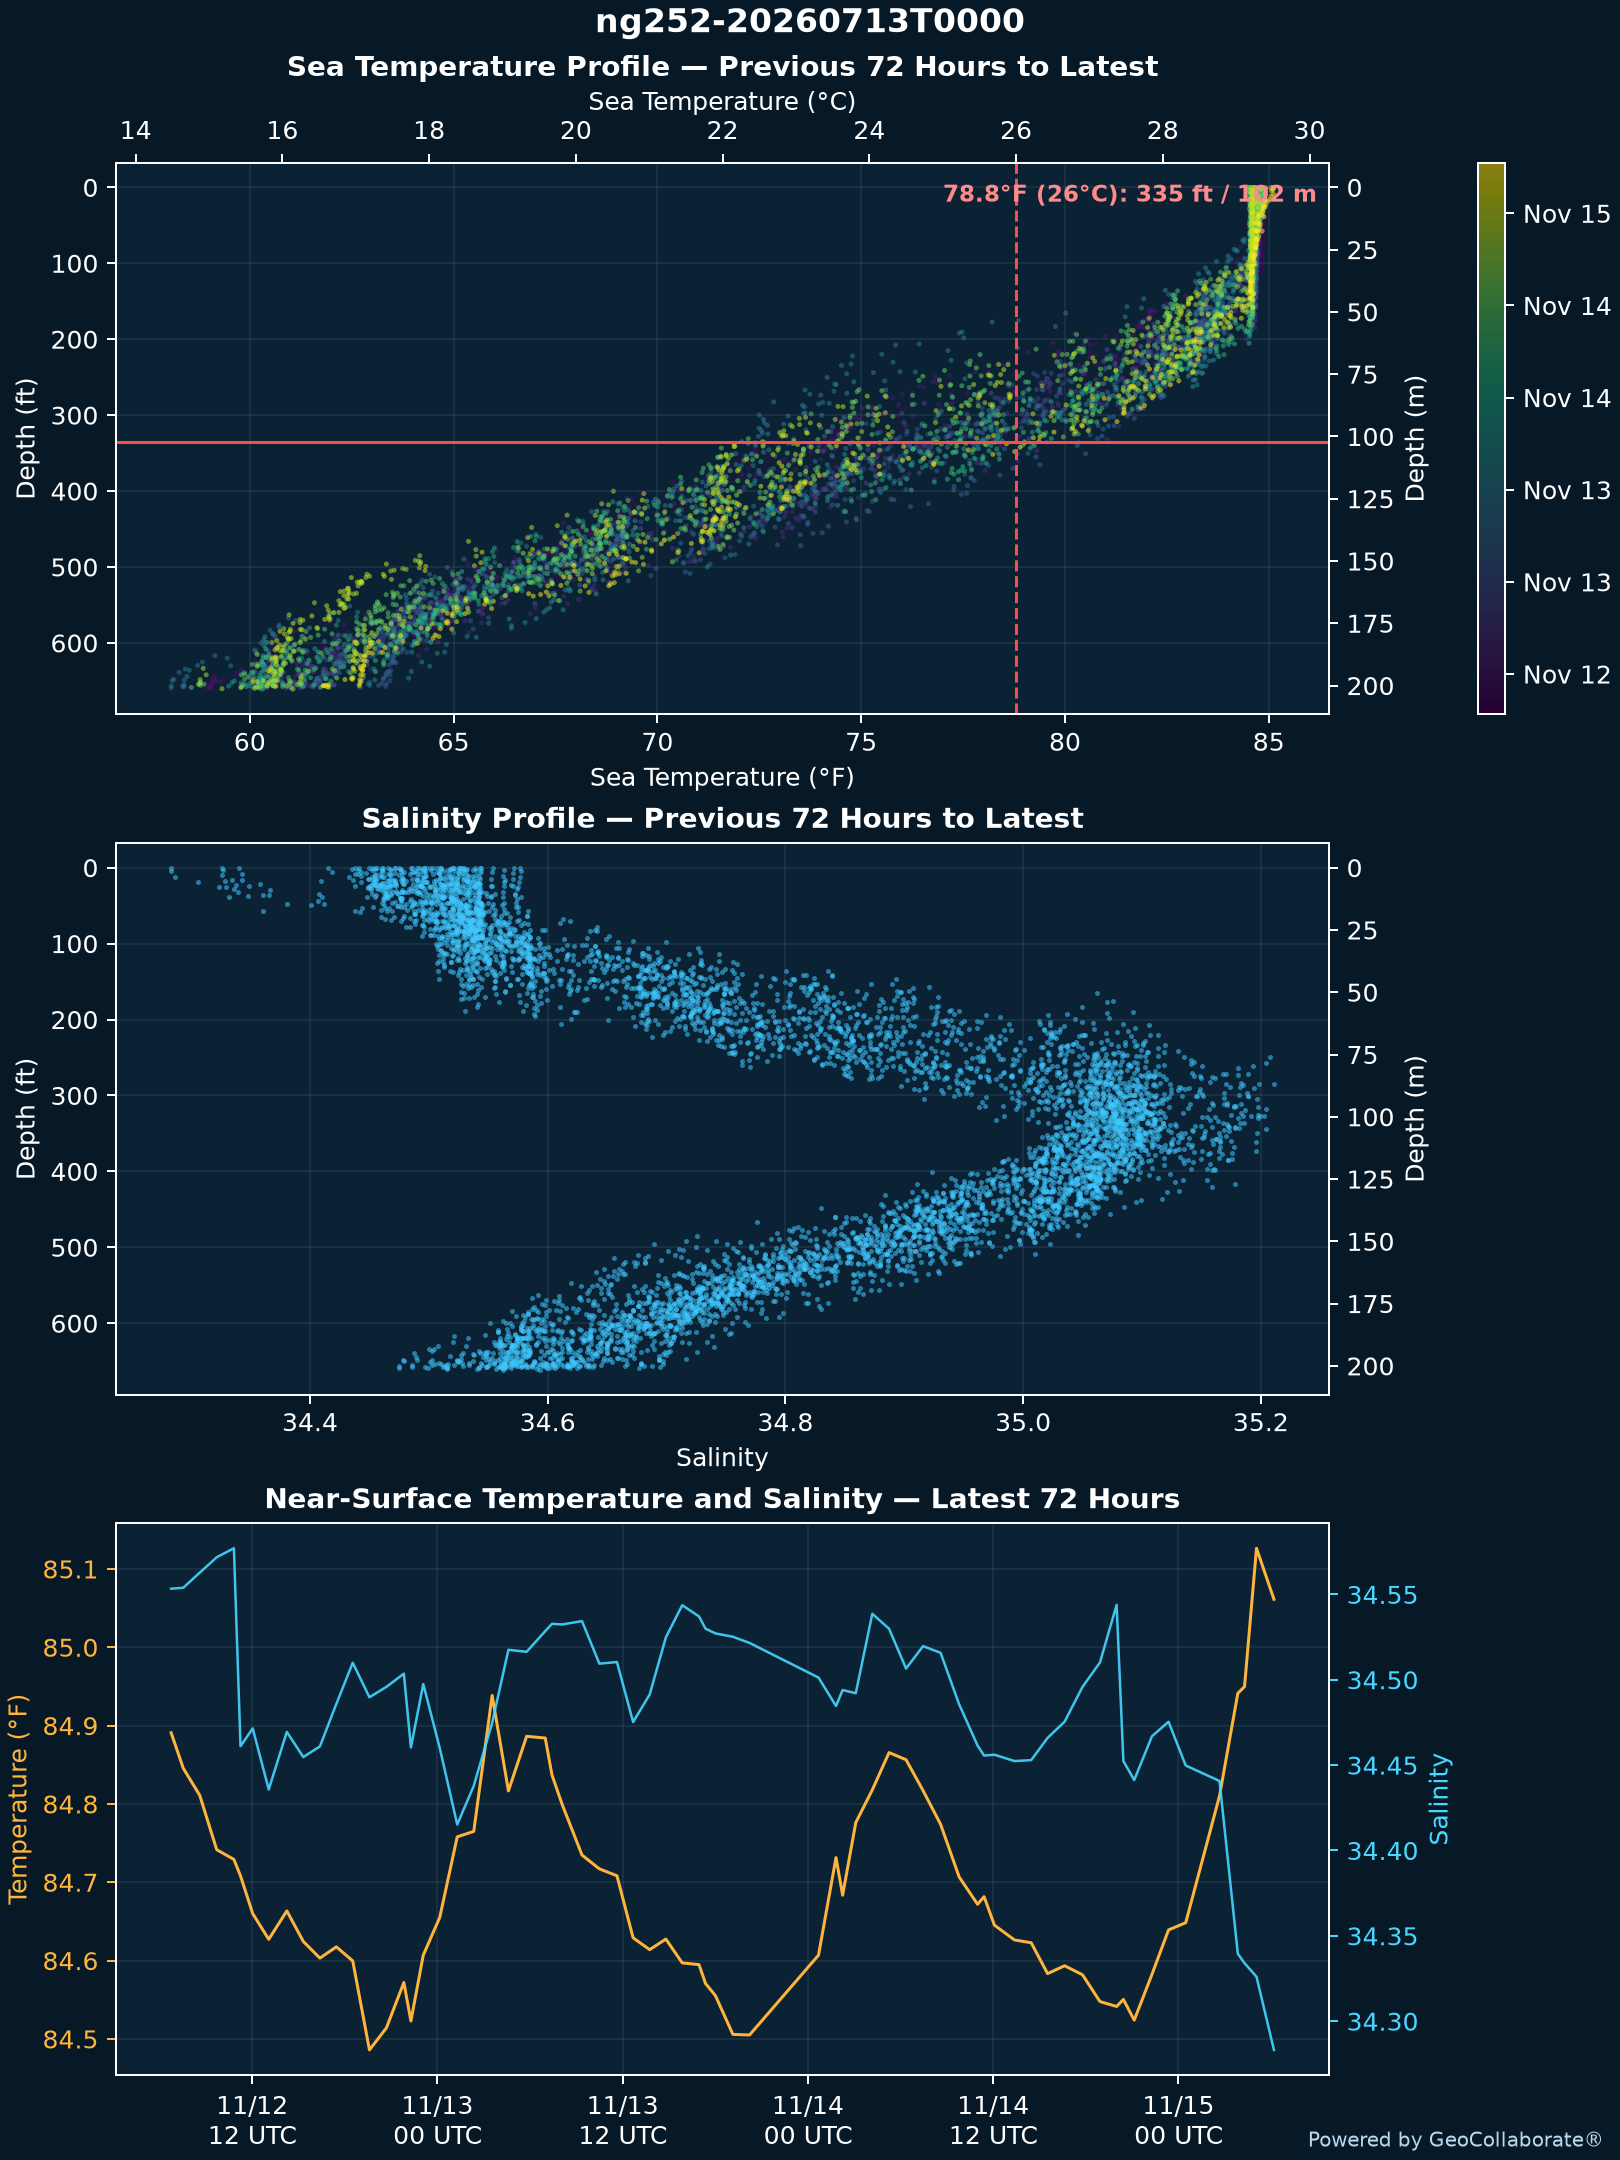 ng252-20260713T0000
Sea Temperature Profile — Previous 72 Hours to Latest
Sea Temperature (°C)
14 16 18 20 22 24 26 28 30
78.8°F (26°C): 335 ft / 102 m
Depth (ft)
0
100
200
300
400
500
600
Depth (m)
0
25
50
75
100
125
150
175
200
60 65 70 75 80 85
Sea Temperature (°F)
Nov 15
Nov 14
Nov 14
Nov 13
Nov 13
Nov 12
Salinity Profile — Previous 72 Hours to Latest
Depth (ft)
0
100
200
300
400
500
600
Depth (m)
0
25
50
75
100
125
150
175
200
34.4 34.6 34.8 35.0 35.2
Salinity
Near-Surface Temperature and Salinity — Latest 72 Hours
Temperature (°F)
85.1
85.0
84.9
84.8
84.7
84.6
84.5
Salinity
34.55
34.50
34.45
34.40
34.35
34.30
11/12 11/13 11/13 11/14 11/14 11/15
12 UTC 00 UTC 12 UTC 00 UTC 12 UTC 00 UTC
Powered by GeoCollaborate®